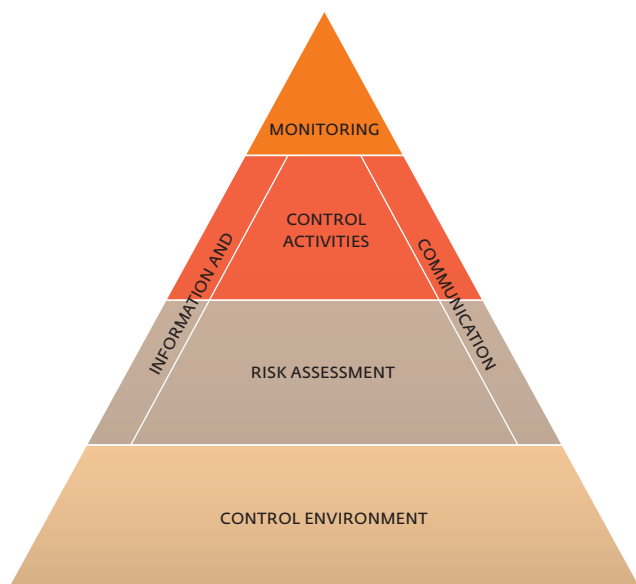 MONITORING
CONTROL
ACTIVITIES
INFORMATION AND
COMMUNICATION
RISK ASSESSMENT
CONTROL ENVIRONMENT